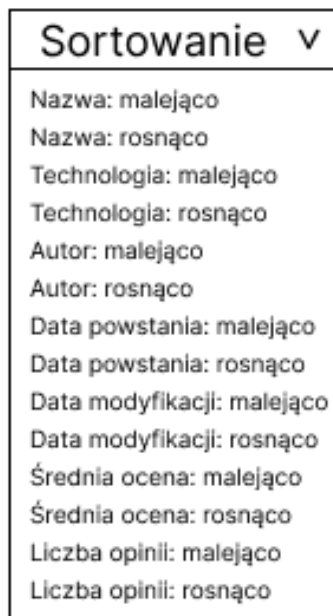 Sortowanie
Nazwa: malejąco
Nazwa: rosnąco
Technologia: malejąco
Technologia: rosnąco
Autor: malejąco
Autor: rosnąco
Data powstania: malejąco
Data powstania: rosnąco
Data modyfikacji: malejąco
Data modyfikacji: rosnąco
Średnia ocena: malejąco
Średnia ocena: rosnąco
Liczba opinii: malejąco
Liczba opinii: rosnąco